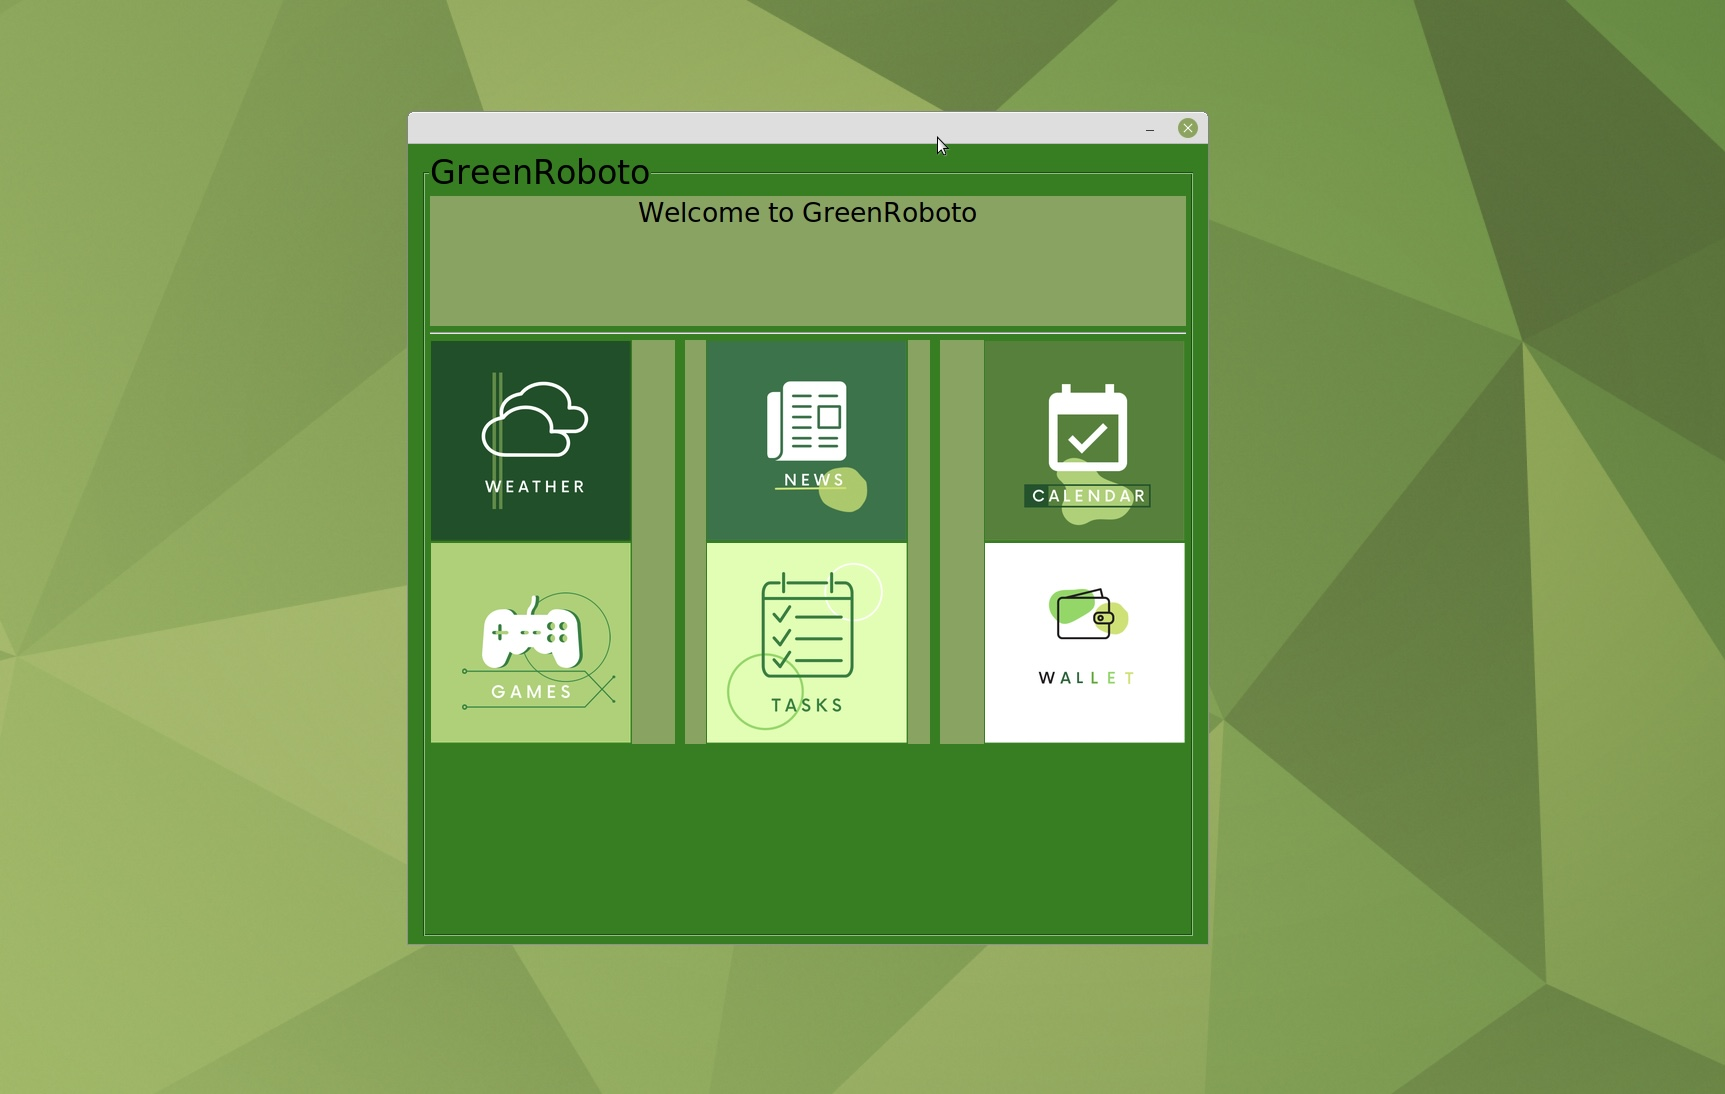 GreenRoboto
Welcome to GreenRoboto
WEATHER
NEWS
CALENDAR
GAMES
TASKS
WALLET